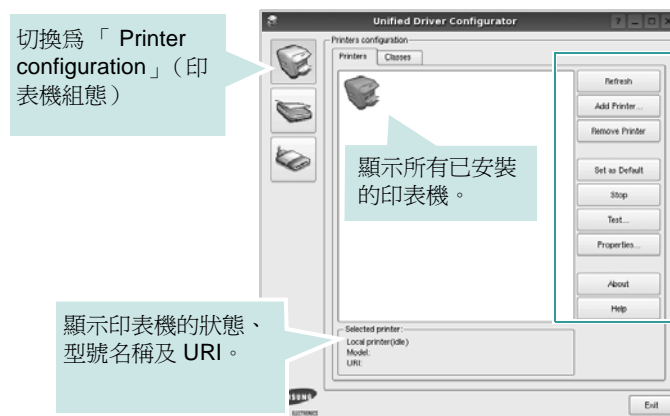 Unified Driver Configurator
切換為「 Printer
configuration」（印
表機組態）
Printers configuration
Printers Classes
Refresh
Add Printer...
Remove Printer
Set as Default
Stop
Test...
Properties...
About
Help
顯示所有已安裝
的印表機。
顯示印表機的狀態、
型號名稱及 URI。
Selected printer:
Local printer(idle)
Model:
URI:
ELECTRONICS
Exit